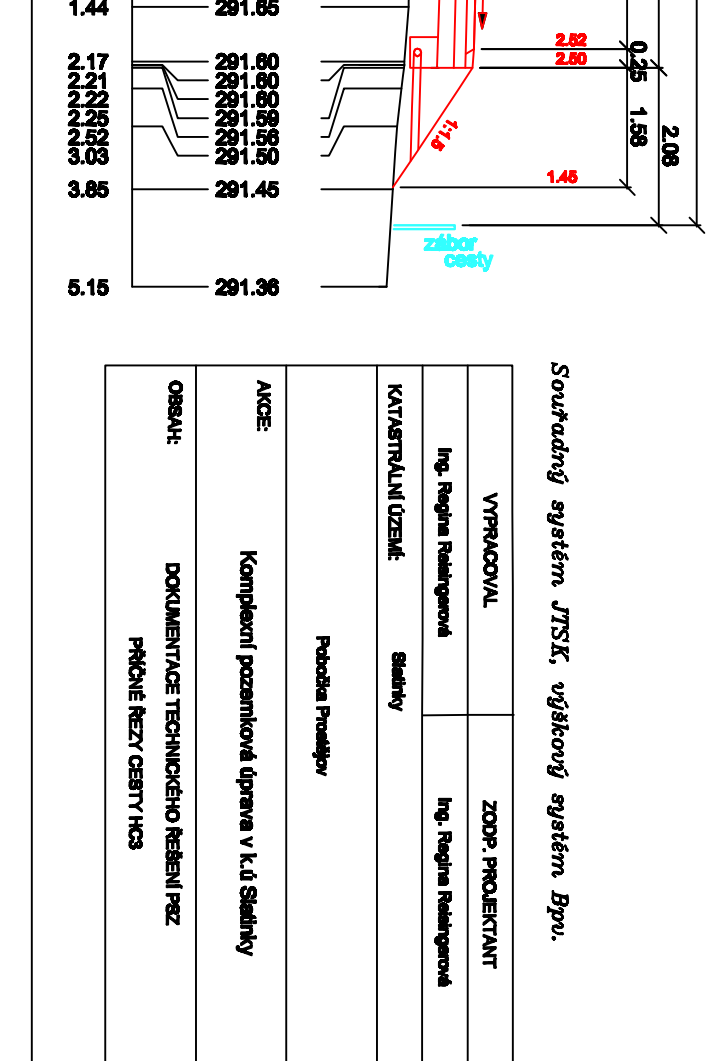 1.44 291.65
2.17 291.60
2.21 291.60
2.22 291.60
2.25 291.59
2.52 291.56
3.03 291.50
3.85 291.45
5.15 291.36
2.52
2.50
1:1.5
1.45
0.25
1.58
2.08
zábor
cesty
Souřadný systém JTSK, výškový systém Bpv.
VYPRACOVAL ZODP. PROJEKTANT
Ing. Regina Reisingerová Ing. Regina Reisingerová
KATASTRÁLNÍ ÚZEMÍ: Slatinky
Pobočka Prostějov
AKCE: Komplexní pozemková úprava v k.ú Slatinky
OBSAH: DOKUMENTACE TECHNICKÉHO ŘEŠENÍ PSZ
PŘÍČNÉ ŘEZY CESTY HC3